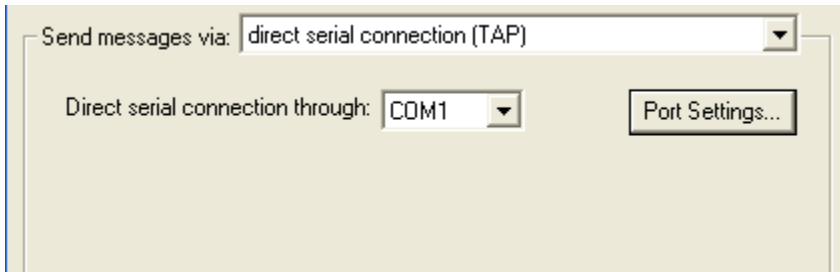 Send messages via: direct serial connection (TAP)
Direct serial connection through: COM1 Port Settings...